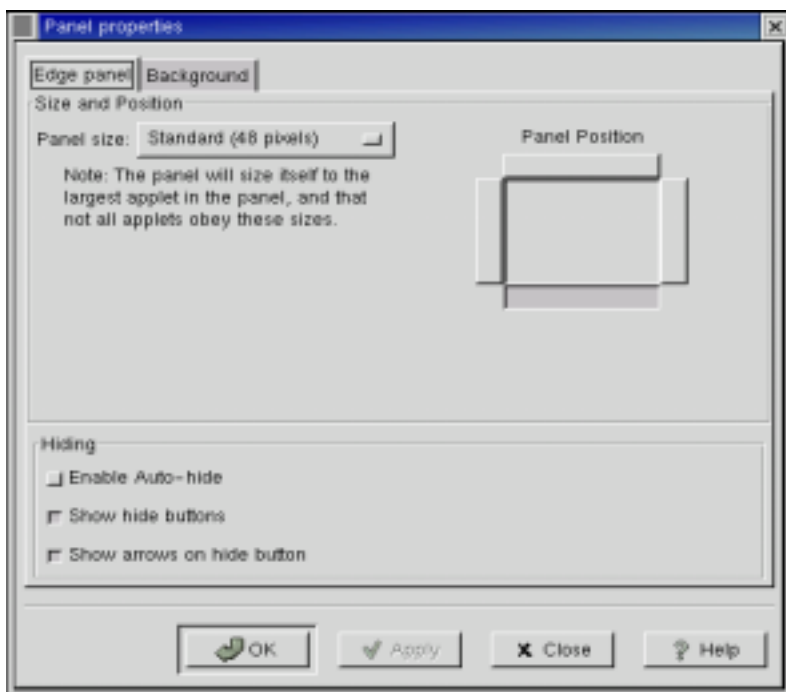 Panel properties
Edge panel
Background
Size and Position
Panel size: Standard (48 pixels)
Panel Position
Note: The panel will size itself to the
largest applet in the panel, and that
not all applets obey these sizes.
Hiding
Enable Auto-hide
Show hide buttons
Show arrows on hide button
OK
Apply
Close
Help